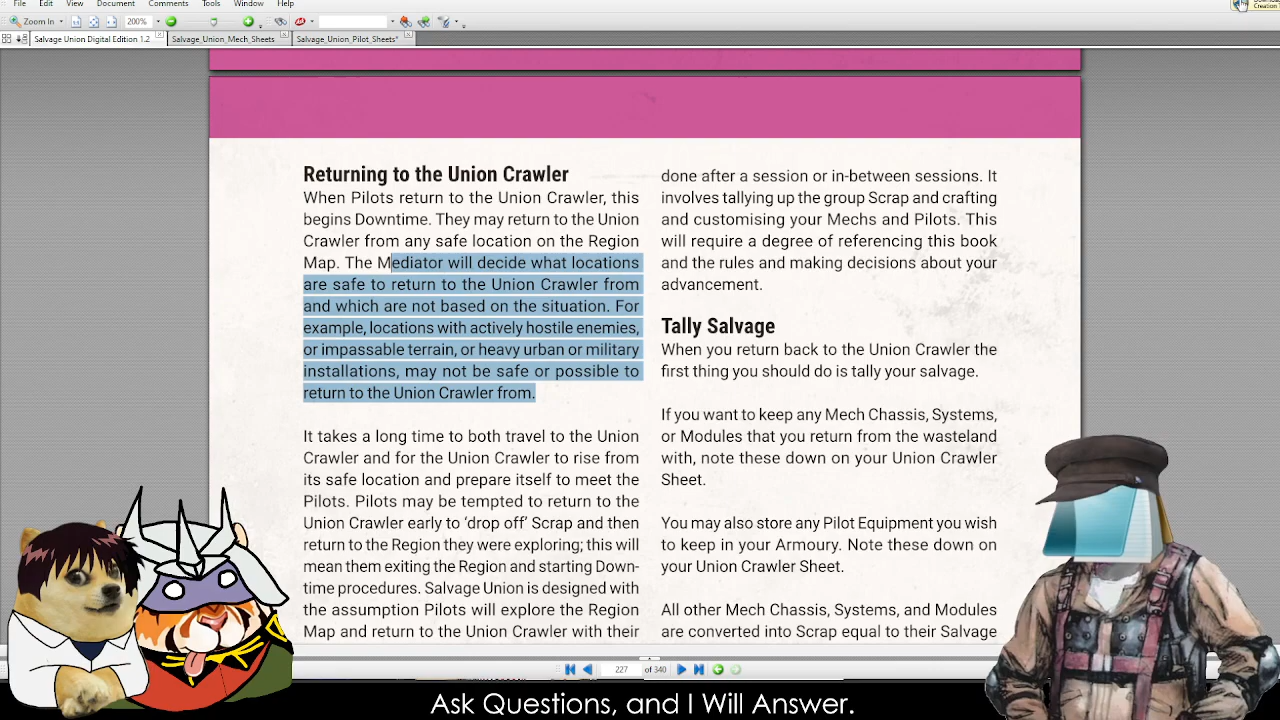 File Edit View Document Comments Tools Window Help
Zoom In 200%
Creation
Salvage Union Digital Edition 1.2 Salvage_Union_Mech_Sheets Salvage_Union_Pilot_Sheets*
Returning to the Union Crawler
When Pilots return to the Union Crawler, this
begins Downtime. They may return to the Union
Crawler from any safe location on the Region
Map. The Mediator will decide what locations
are safe to return to the Union Crawler from
and which are not based on the situation. For
example, locations with actively hostile enemies,
or impassable terrain, or heavy urban or military
installations, may not be safe or possible to
return to the Union Crawler from.
It takes a long time to both travel to the Union
Crawler and for the Union Crawler to rise from
its safe location and prepare itself to meet the
Pilots. Pilots may be tempted to return to the
Union Crawler early to ‘drop off’ Scrap and then
return to the Region they were exploring; this will
mean them exiting the Region and starting Down-
time procedures. Salvage Union is designed with
the assumption Pilots will explore the Region
Map and return to the Union Crawler with their
done after a session or in-between sessions. It
involves tallying up the group Scrap and crafting
and customising your Mechs and Pilots. This
will require a degree of referencing this book
and the rules and making decisions about your
advancement.
Tally Salvage
When you return back to the Union Crawler the
first thing you should do is tally your salvage.
If you want to keep any Mech Chassis, Systems,
or Modules that you return from the wasteland
with, note these down on your Union Crawler
Sheet.
You may also store any Pilot Equipment you wish
to keep in your Armoury. Note these down on
your Union Crawler Sheet.
All other Mech Chassis, Systems, and Modules
are converted into Scrap equal to their Salvage
227 of 340
Ask Questions, and I Will Answer.